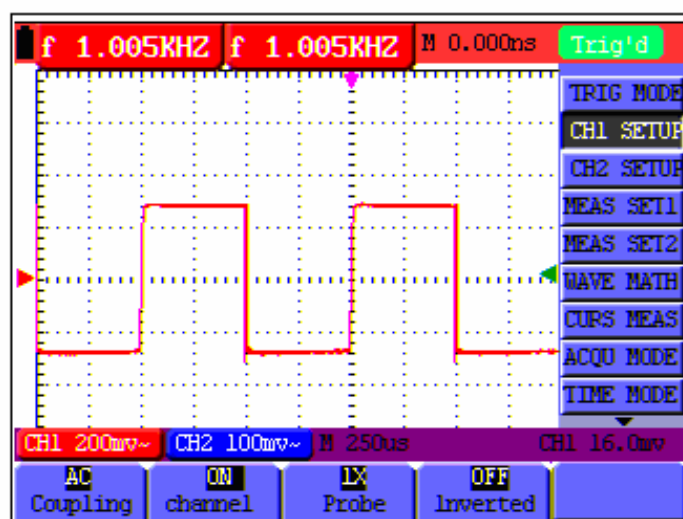 f 1.005KHZ f 1.005KHZ M 0.000ns Trig'd
TRIG MODE
CH1 SETUP
CH2 SETUP
MEAS SET1
MEAS SET2
WAVE MATH
CURS MEAS
ACQU MODE
TIME MODE
CH1 200mv~ CH2 100mv~ M 250us CH1 16.0mv
AC ON 1X OFF
Coupling channel Probe Inverted